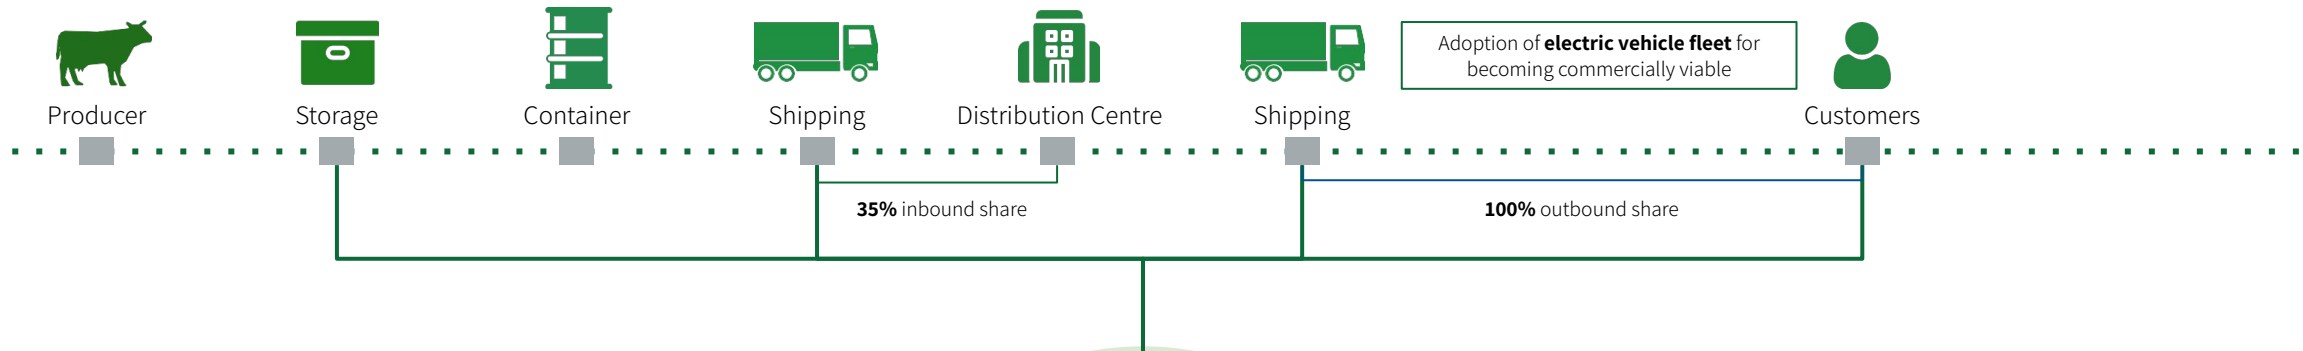 Adoption of electric vehicle fleet for
becoming commercially viable
Producer
Storage
Container
Shipping
Distribution Centre
Shipping
Customers
35% inbound share
100% outbound share